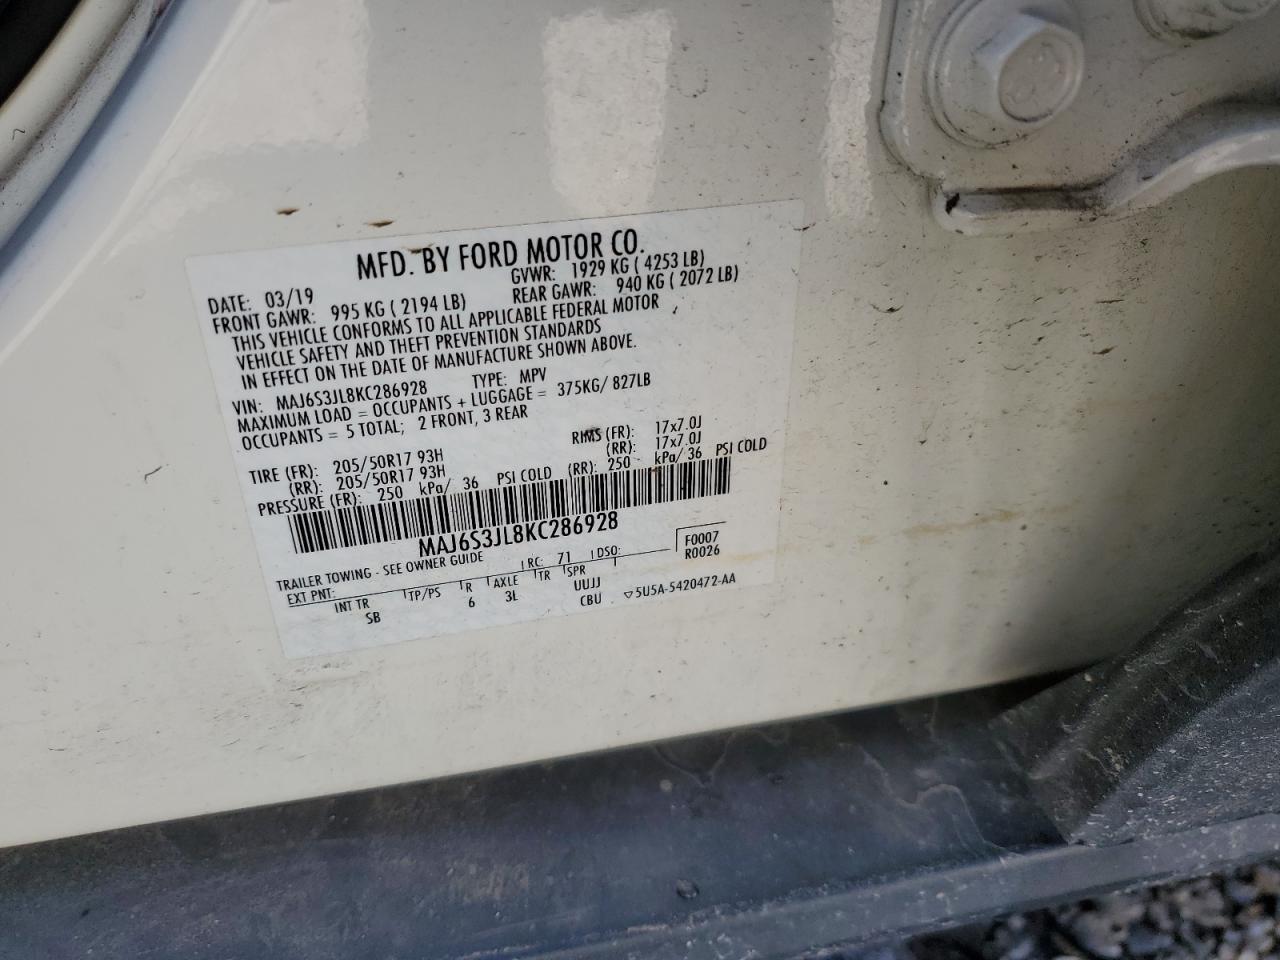 MFD. BY FORD MOTOR CO.
DATE: 03/19 GVWR: 1929 KG ( 4253 LB)
FRONT GAWR: 995 KG ( 2194 LB) REAR GAWR: 940 KG ( 2072 LB)
THIS VEHICLE CONFORMS TO ALL APPLICABLE FEDERAL MOTOR
VEHICLE SAFETY AND THEFT PREVENTION STANDARDS
IN EFFECT ON THE DATE OF MANUFACTURE SHOWN ABOVE.
VIN: MAJ6S3JL8KC286928 TYPE: MPV
MAXIMUM LOAD = OCCUPANTS + LUGGAGE = 375KG/ 827LB
OCCUPANTS = 5 TOTAL; 2 FRONT, 3 REAR
TIRE (FR): 205/50R17 93H RIMS (FR): 17x7.0J
(RR): 205/50R17 93H (RR): 17x7.0J
PRESSURE (FR): 250 kPa/ 36 PSI COLD (RR): 250 kPa/ 36 PSI COLD
MAJ6S3JL8KC286928
TRAILER TOWING - SEE OWNER GUIDE
EXT PNT: RC: 71 DSO: F0007
R0026
INT TR TP/PS R AXLE TR SPR
SB 6 3L UUJJ
CBU ▽5U5A-5420472-AA